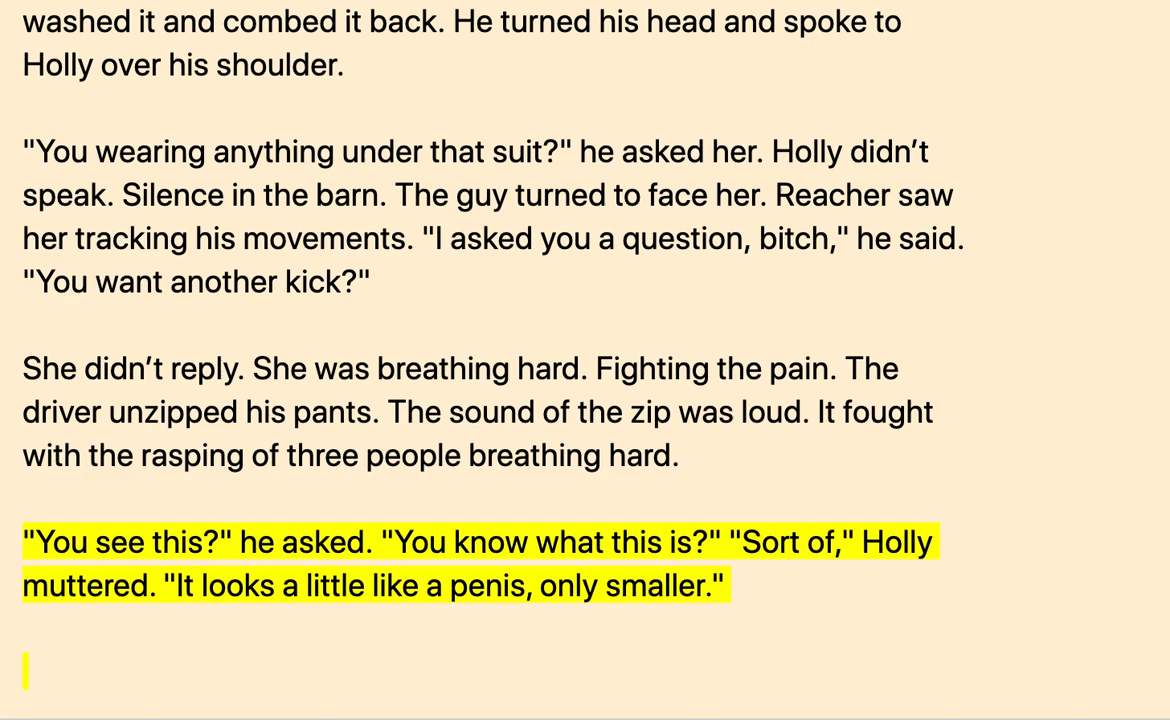 washed it and combed it back. He turned his head and spoke to
Holly over his shoulder.
"You wearing anything under that suit?" he asked her. Holly didn’t
speak. Silence in the barn. The guy turned to face her. Reacher saw
her tracking his movements. "I asked you a question, bitch," he said.
"You want another kick?"
She didn’t reply. She was breathing hard. Fighting the pain. The
driver unzipped his pants. The sound of the zip was loud. It fought
with the rasping of three people breathing hard.
"You see this?" he asked. "You know what this is?" "Sort of," Holly
muttered. "It looks a little like a penis, only smaller."